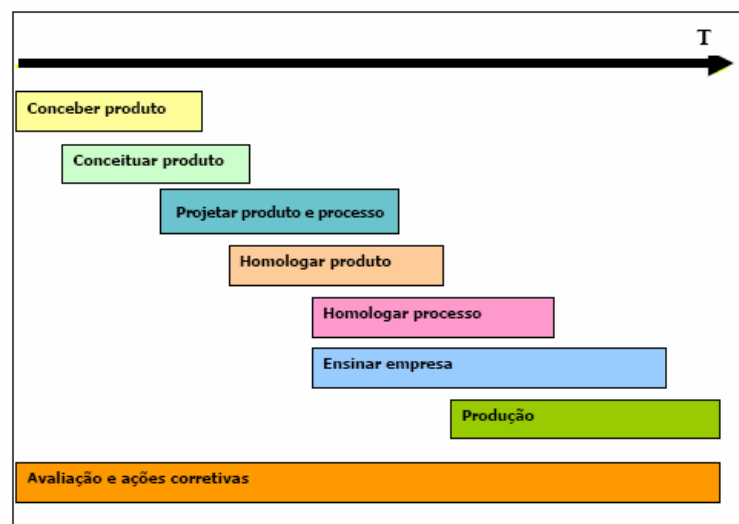 T
Conceber produto
Conceituar produto
Projetar produto e processo
Homologar produto
Homologar processo
Ensinar empresa
Produção
Avaliação e ações corretivas